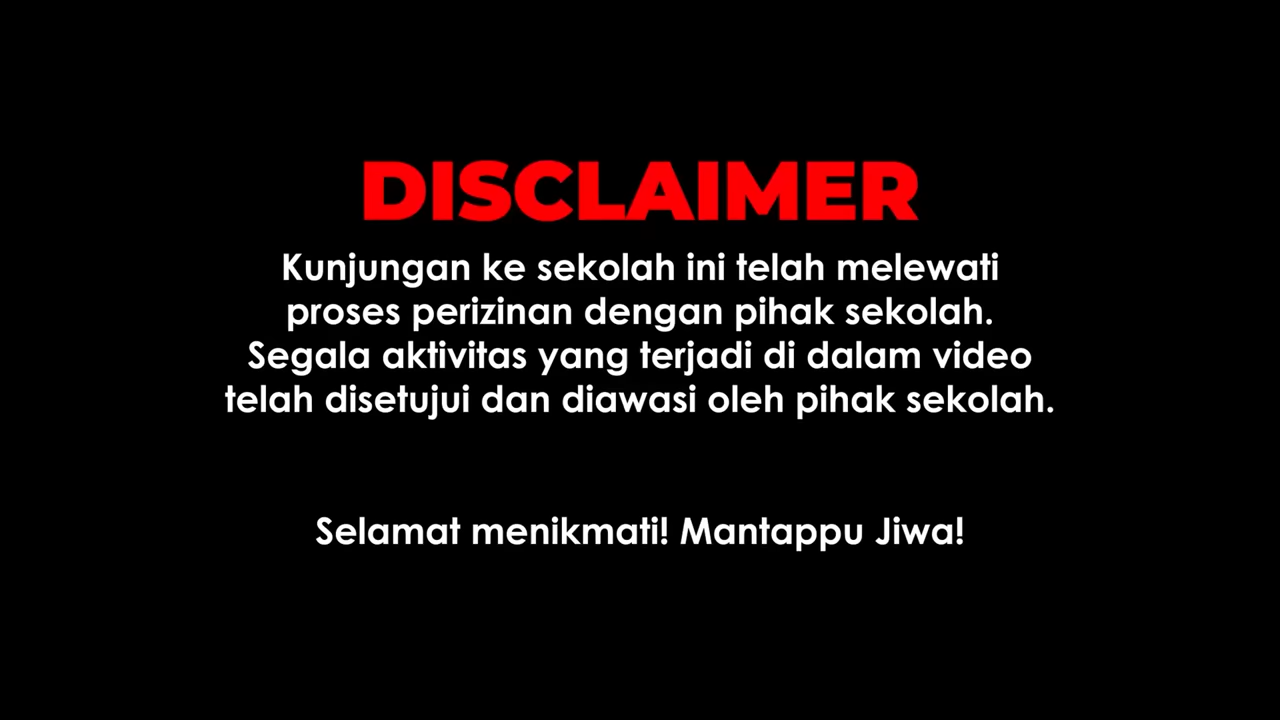 DISCLAIMER
Kunjungan ke sekolah ini telah melewati
proses perizinan dengan pihak sekolah.
Segala aktivitas yang terjadi di dalam video
telah disetujui dan diawasi oleh pihak sekolah.
Selamat menikmati! Mantappu Jiwa!